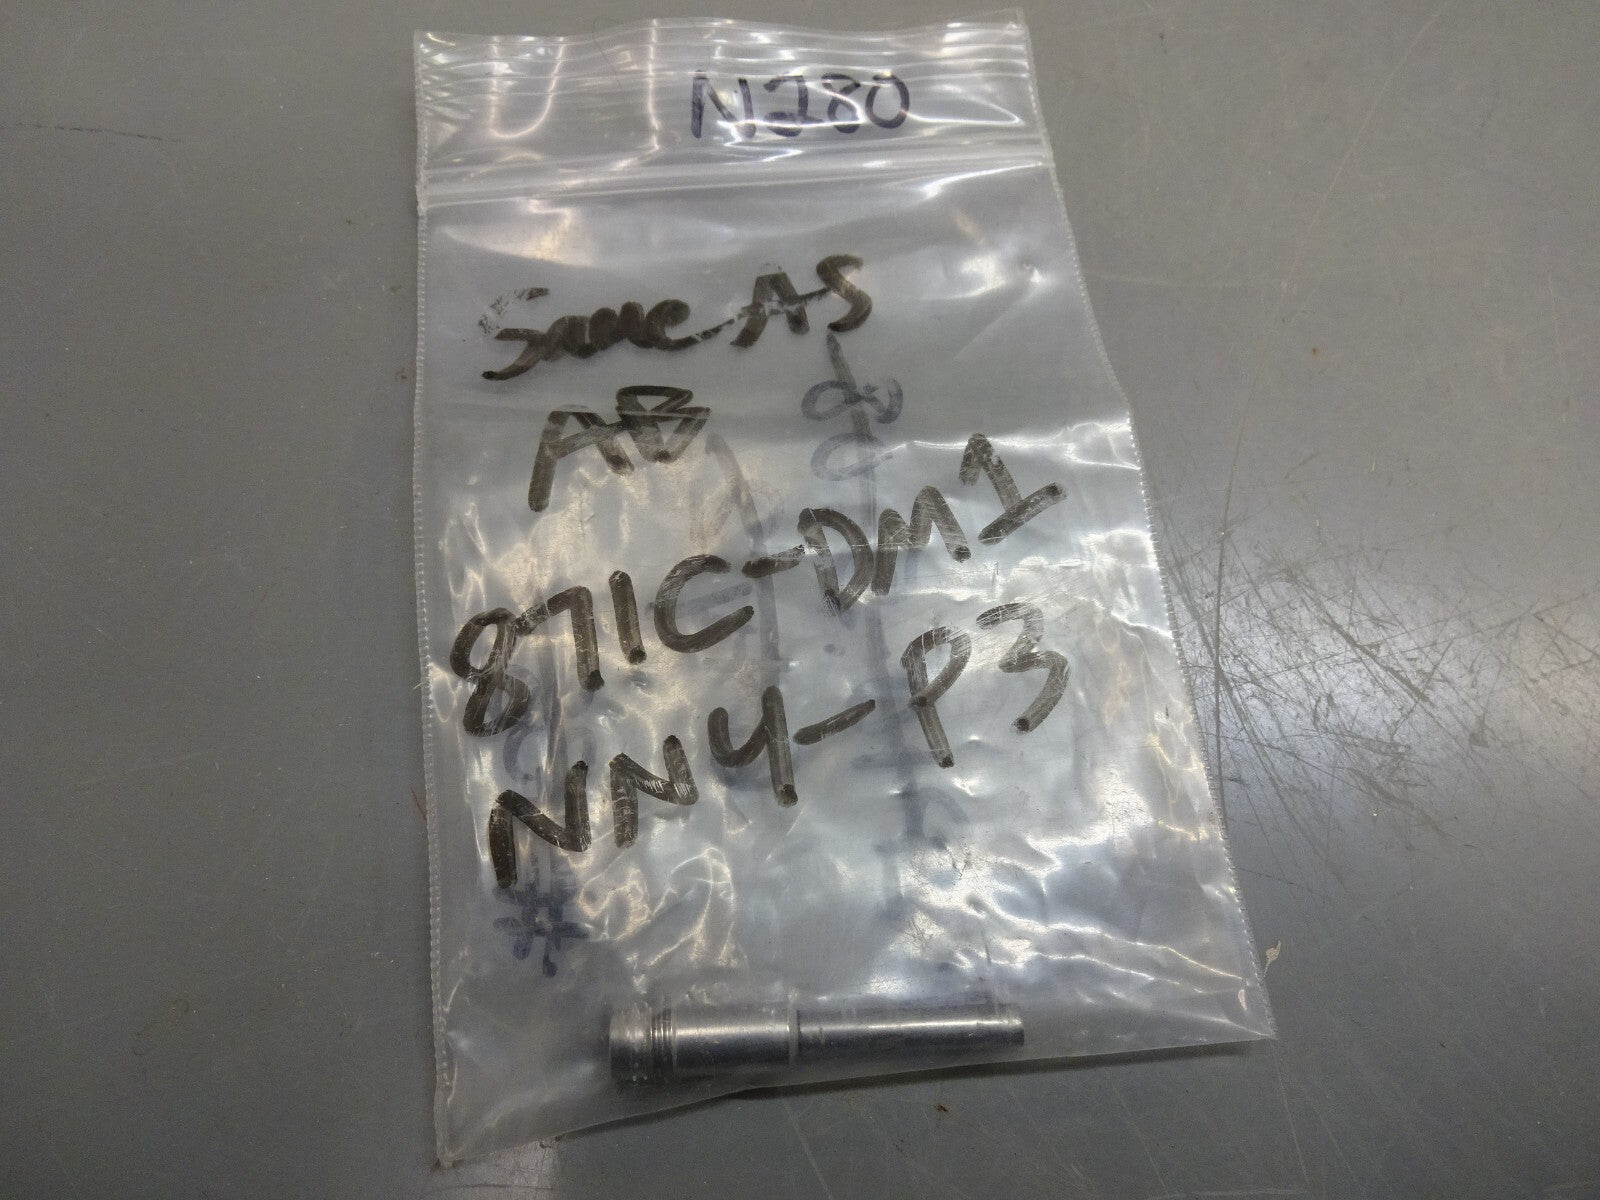 N280
Same AS
AB
871C-DM1
NN4-P3